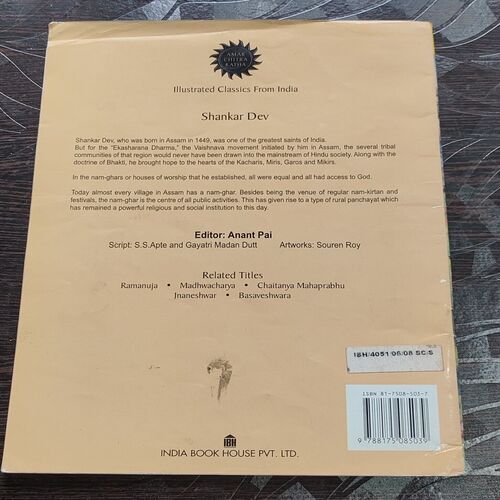 AMAR
CHITRA
KATHA
Illustrated Classics From India
Shankar Dev
Shankar Dev, who was born in Assam in 1449, was one of the greatest saints of India.
But for the "Ekasharana Dharma," the Vaishnava movement initiated by him in Assam, the several tribal
communities of that region would never have been drawn into the mainstream of Hindu society. Along with the
doctrine of Bhakti, he brought hope to the hearts of the Kacharis, Miris, Garos and Mikirs.
In the nam-ghars or houses of worship that he established, all were equal and all had access to God.
Today almost every village in Assam has a nam-ghar. Besides being the venue of regular nam-kirtan and
festivals, the nam-ghar is the centre of all public activities. This has given rise to a type of rural panchayat which
has remained a powerful religious and social institution to this day.
Editor: Anant Pai
Script: S.S.Apte and Gayatri Madan Dutt Artworks: Souren Roy
Related Titles
Ramanuja • Madhwacharya • Chaitanya Mahaprabhu
Jnaneshwar • Basaveshwara
IBH/4051/06/08 SC/S
ISBN 81-7508-503-7
9 788175 085039
IBH
INDIA BOOK HOUSE PVT. LTD.